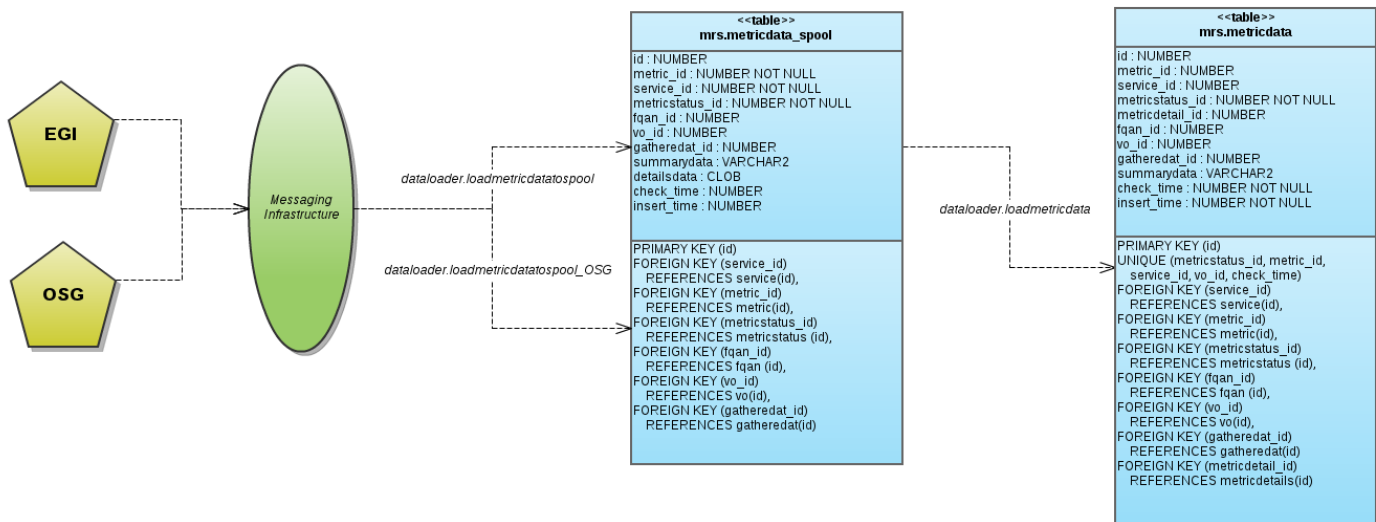 EGI
OSG
Messaging
Infrastructure
dataloader.loadmetricdatatospool
dataloader.loadmetricdatatospool_OSG
<<table>>
mrs.metricdata_spool
id : NUMBER
metric_id : NUMBER NOT NULL
service_id : NUMBER NOT NULL
metricstatus_id : NUMBER NOT NULL
fqan_id : NUMBER
vo_id : NUMBER
gatheredat_id : NUMBER
summarydata : VARCHAR2
detailsdata : CLOB
check_time : NUMBER
insert_time : NUMBER
PRIMARY KEY (id)
FOREIGN KEY (service_id)
REFERENCES service(id),
FOREIGN KEY (metric_id)
REFERENCES metric(id),
FOREIGN KEY (metricstatus_id)
REFERENCES metricstatus (id),
FOREIGN KEY (fqan_id)
REFERENCES fqan (id),
FOREIGN KEY (vo_id)
REFERENCES vo(id),
FOREIGN KEY (gatheredat_id)
REFERENCES gatheredat(id)
dataloader.loadmetricdata
<<table>>
mrs.metricdata
id : NUMBER
metric_id : NUMBER
service_id : NUMBER
metricstatus_id : NUMBER NOT NULL
metricdetail_id : NUMBER
fqan_id : NUMBER
vo_id : NUMBER
gatheredat_id : NUMBER
summarydata : VARCHAR2
check_time : NUMBER NOT NULL
insert_time : NUMBER NOT NULL
PRIMARY KEY (id)
UNIQUE (metricstatus_id, metric_id,
service_id, vo_id, check_time)
FOREIGN KEY (service_id)
REFERENCES service(id),
FOREIGN KEY (metric_id)
REFERENCES metric(id),
FOREIGN KEY (metricstatus_id)
REFERENCES metricstatus (id),
FOREIGN KEY (fqan_id)
REFERENCES fqan (id),
FOREIGN KEY (vo_id)
REFERENCES vo(id),
FOREIGN KEY (gatheredat_id)
REFERENCES gatheredat(id)
FOREIGN KEY (metricdetail_id)
REFERENCES metricdetails(id)